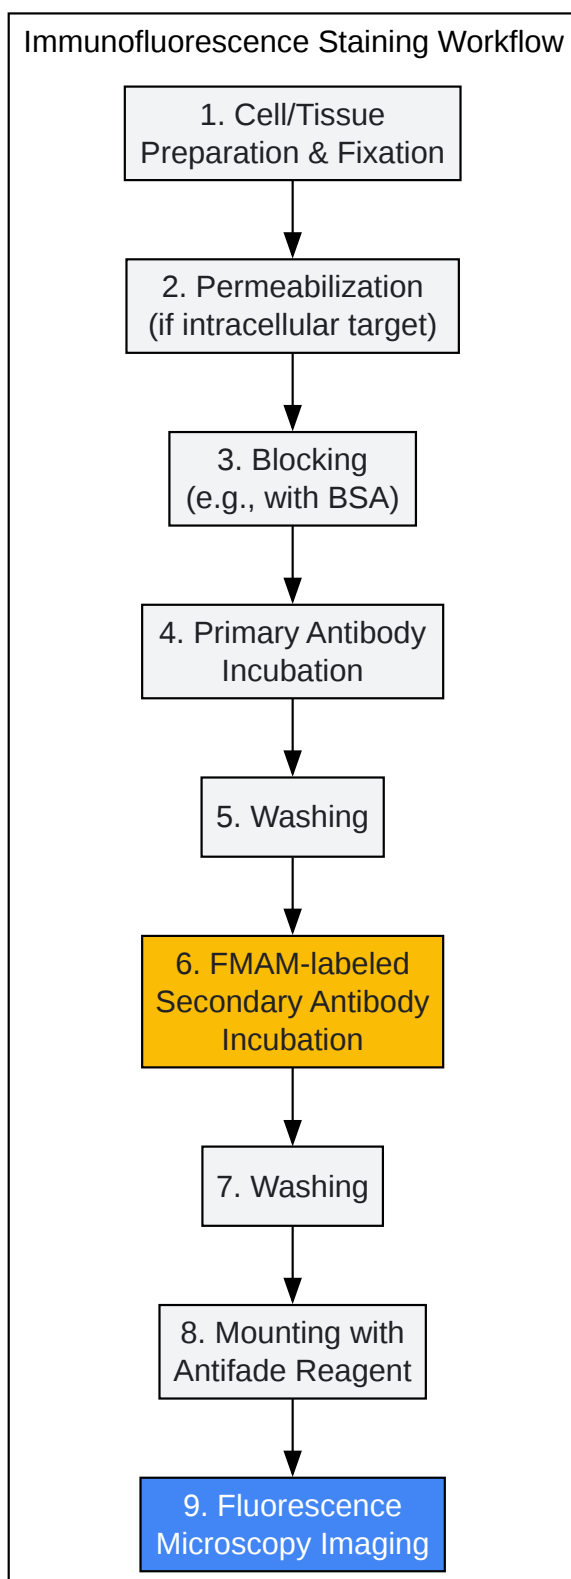 Immunofluorescence Staining Workflow
1. Cell/Tissue
Preparation & Fixation
2. Permeabilization
(if intracellular target)
3. Blocking
(e.g., with BSA)
4. Primary Antibody
Incubation
5. Washing
6. FMAM-labeled
Secondary Antibody
Incubation
7. Washing
8. Mounting with
Antifade Reagent
9. Fluorescence
Microscopy Imaging